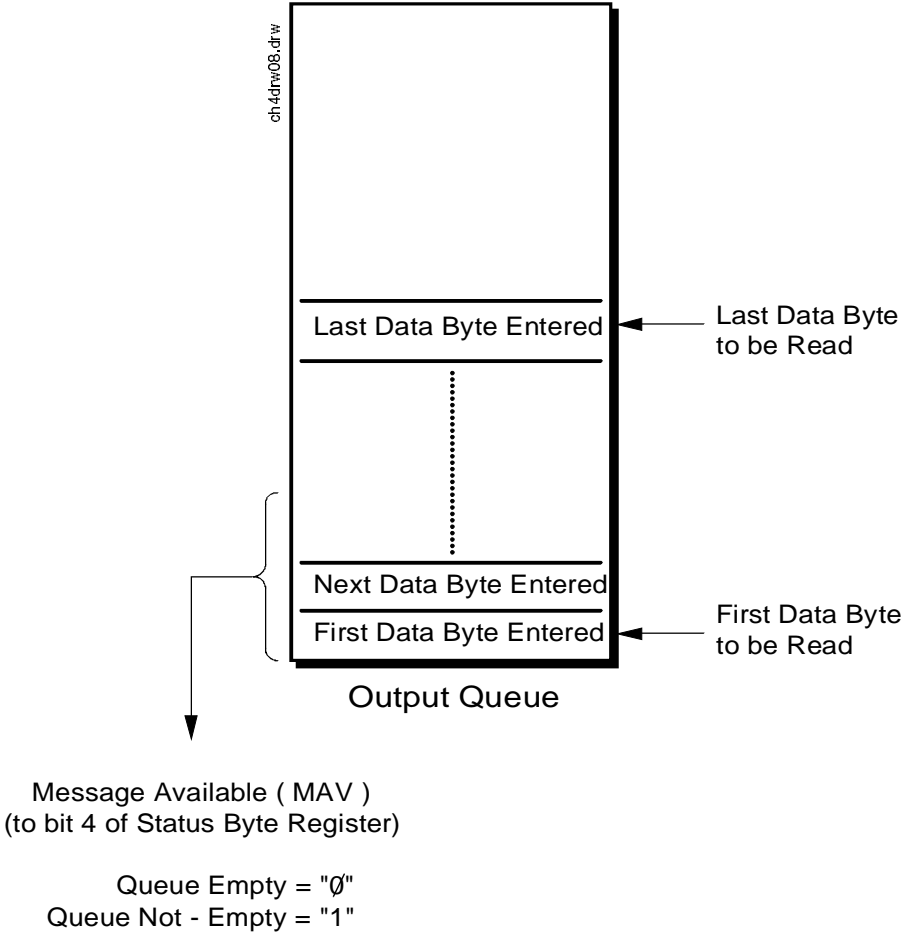 ch4drw08.drw
Last Data Byte Entered
Last Data Byte
to be Read
Next Data Byte Entered
First Data Byte Entered
First Data Byte
to be Read
Output Queue
Message Available ( MAV )
(to bit 4 of Status Byte Register)
Queue Empty = "Ø"
Queue Not - Empty = "1"